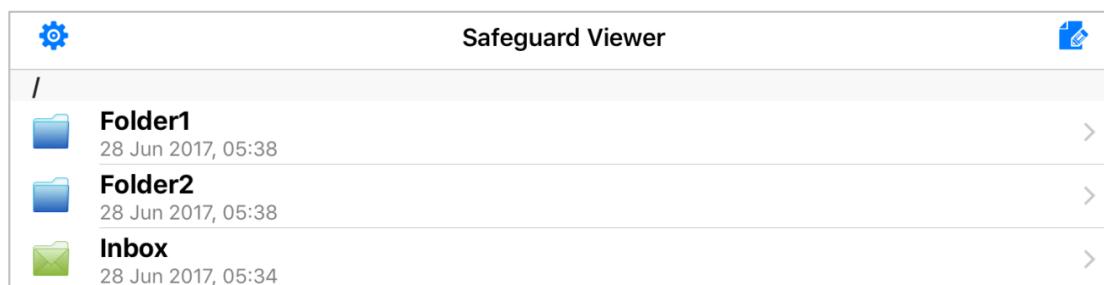 Safeguard Viewer
/
Folder1
28 Jun 2017, 05:38
Folder2
28 Jun 2017, 05:38
Inbox
28 Jun 2017, 05:34